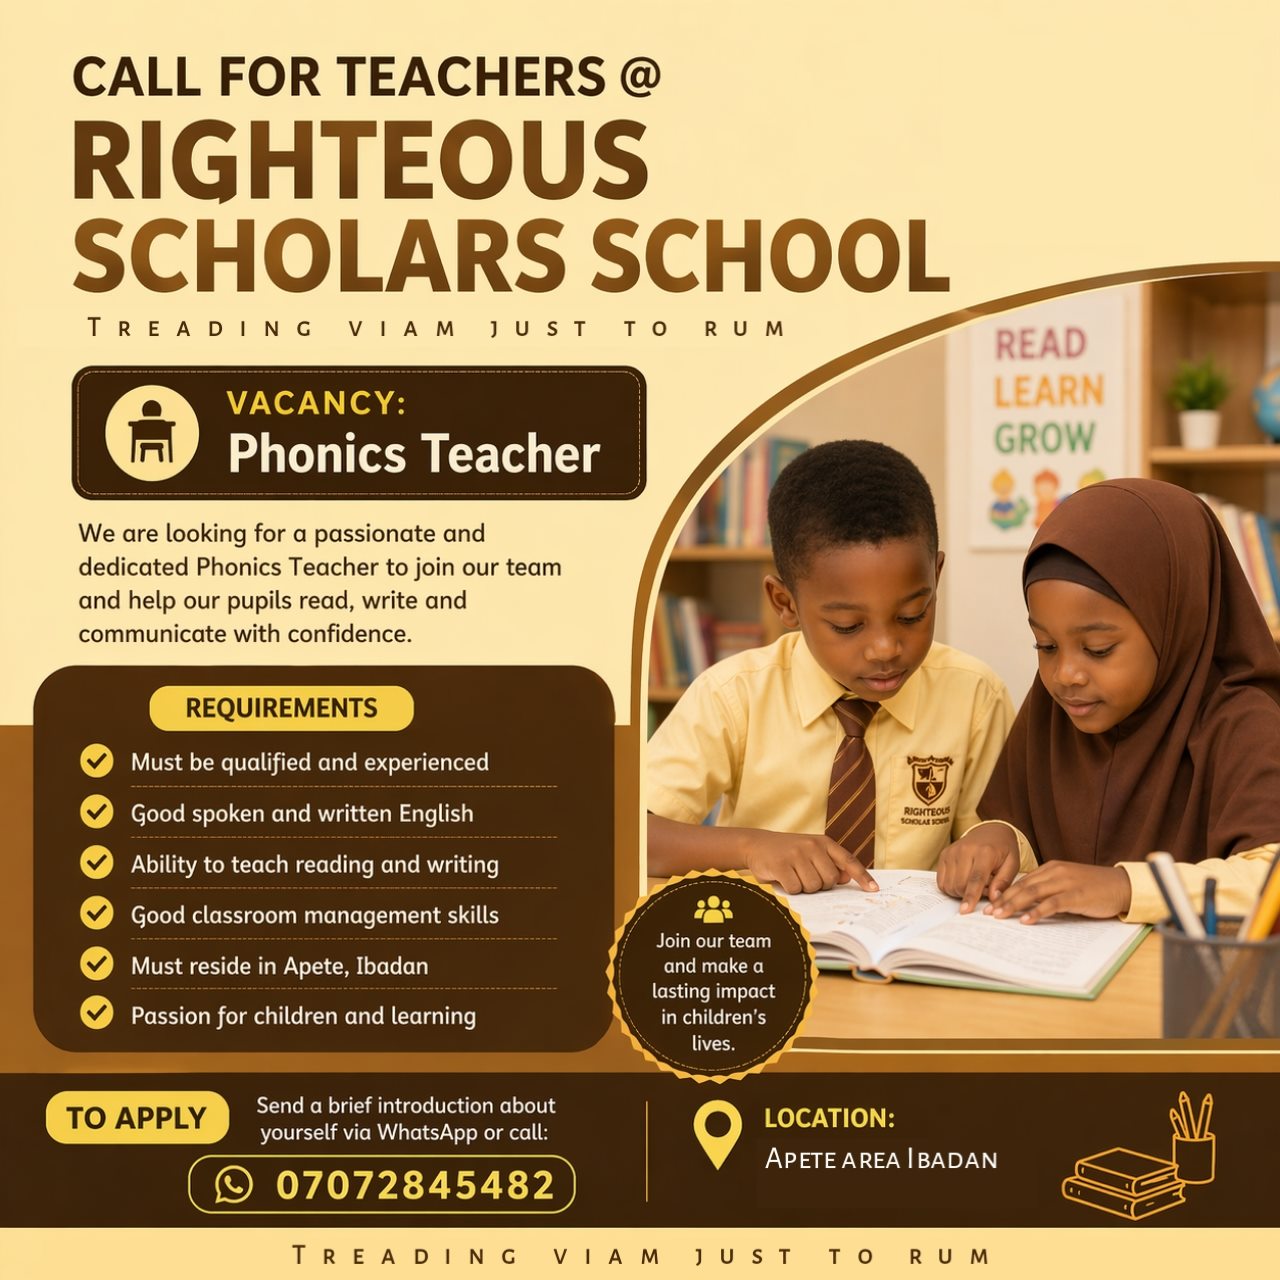 CALL FOR TEACHERS @
RIGHTEOUS
SCHOLARS SCHOOL
TREADING VIAM JUST TO RUM
VACANCY:
Phonics Teacher
We are looking for a passionate and
dedicated Phonics Teacher to join our team
and help our pupils read, write and
communicate with confidence.
READ
LEARN
GROW
REQUIREMENTS
Must be qualified and experienced
Good spoken and written English
Ability to teach reading and writing
Good classroom management skills
Must reside in Apete, Ibadan
Passion for children and learning
RIGHTEOUS
SCHOLAR SCHOOL
Join our team
and make a
lasting impact
in children's
lives.
TO APPLY
Send a brief introduction about
yourself via WhatsApp or call:
07072845482
LOCATION:
APETE AREA IBADAN
TREADING VIAM JUST TO RUM